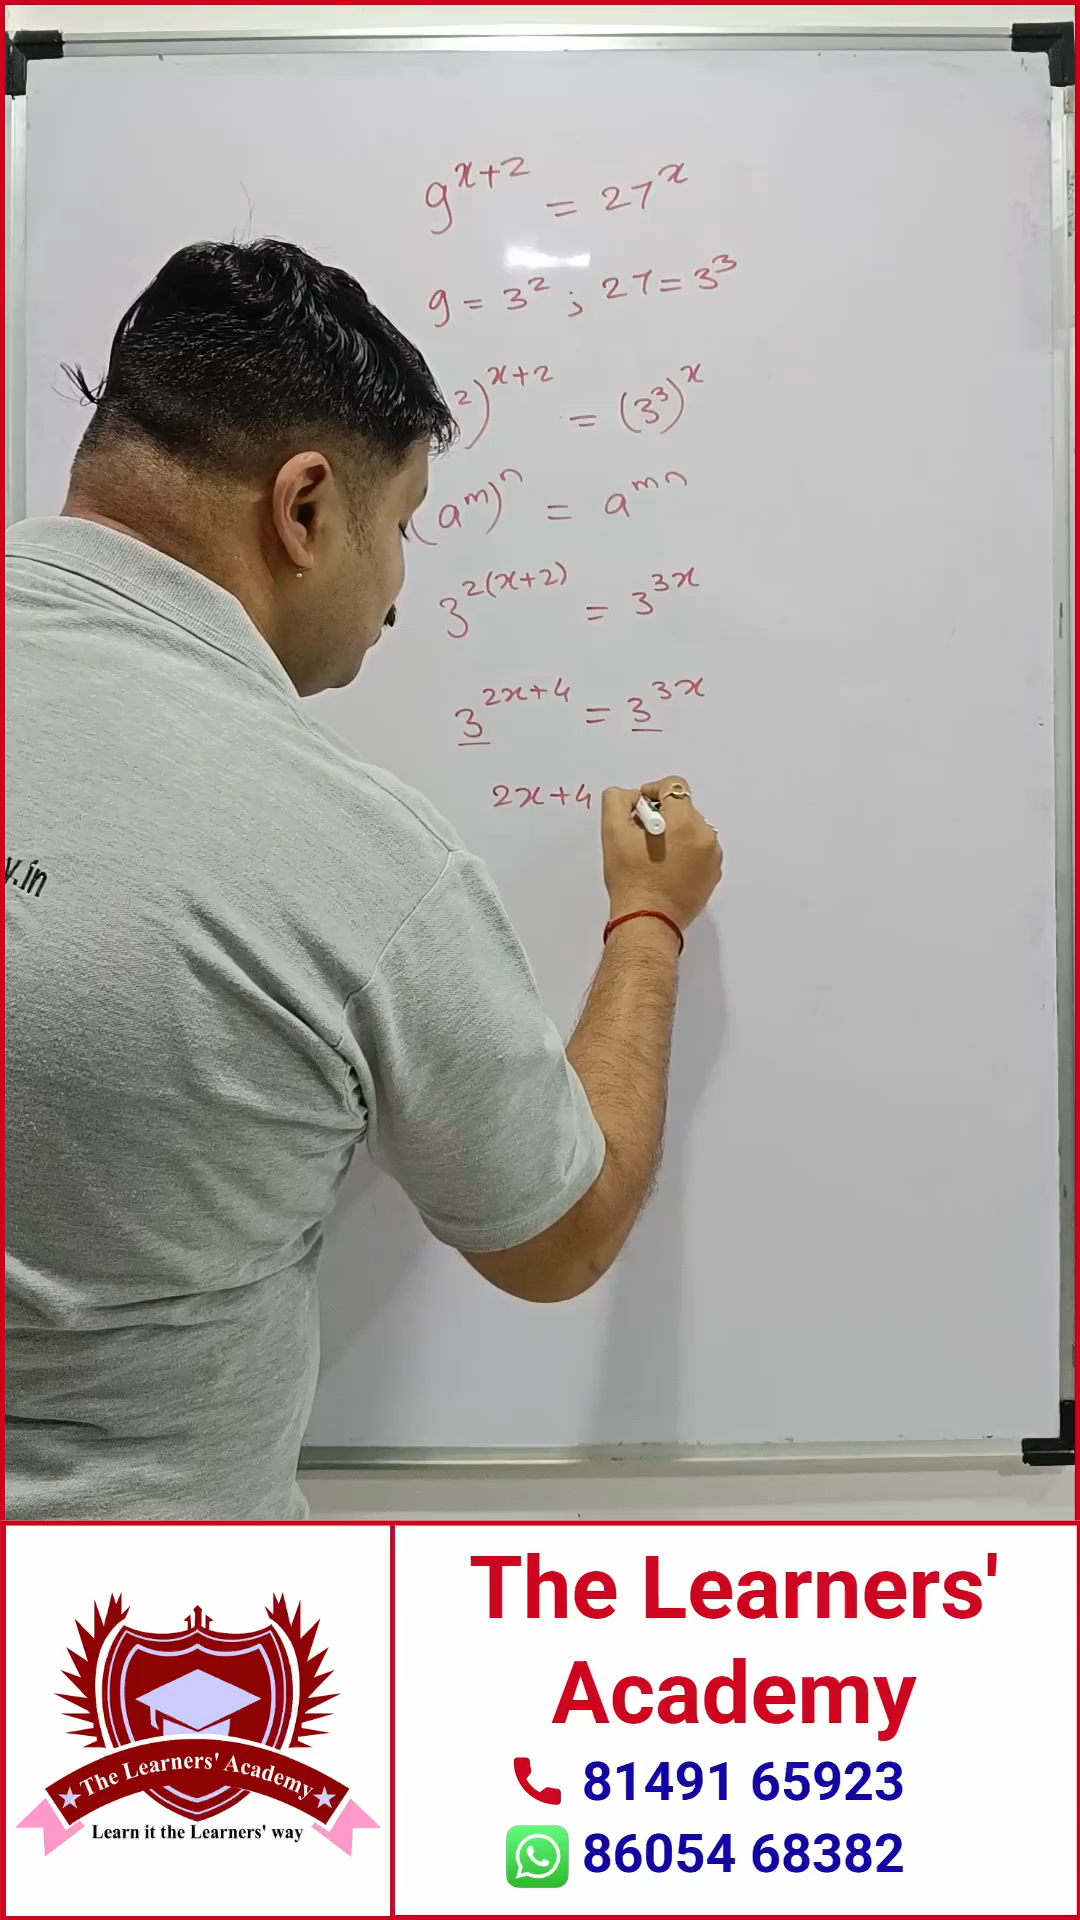 9^{x+2} = 27^x
9 = 3^2 ; 27 = 3^3
^2)^{x+2} = (3^3)^x
(a^m)^n = a^{mn}
3^{2(x+2)} = 3^{3x}
3^{2x+4} = 3^{3x}
2x+4
y.in
The Learners' Academy
Learn it the Learners' way
The Learners'
Academy
81491 65923
86054 68382